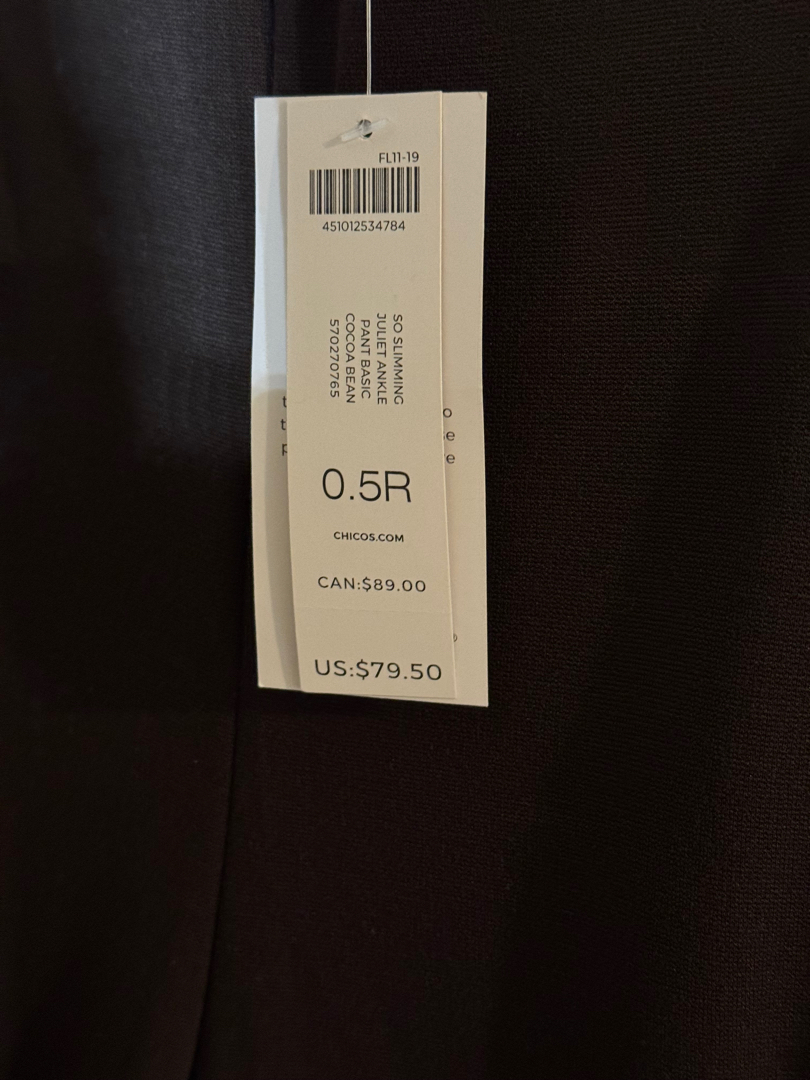 FL11-19
451012534784
SO SLIMMING
JULIET ANKLE
PANT BASIC
COCOA BEAN
570270765
0.5R
CHICOS.COM
CAN:$89.00
US:$79.50